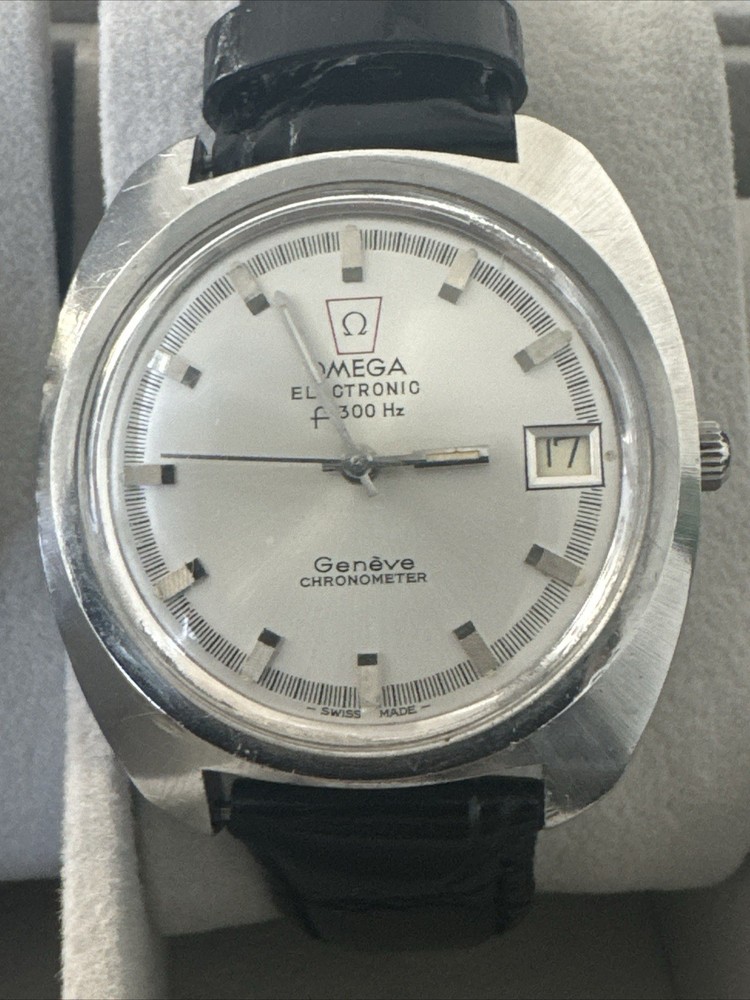 Ω
OMEGA
ELECTRONIC
f 300 Hz
17
Genève
CHRONOMETER
- SWISS MADE -